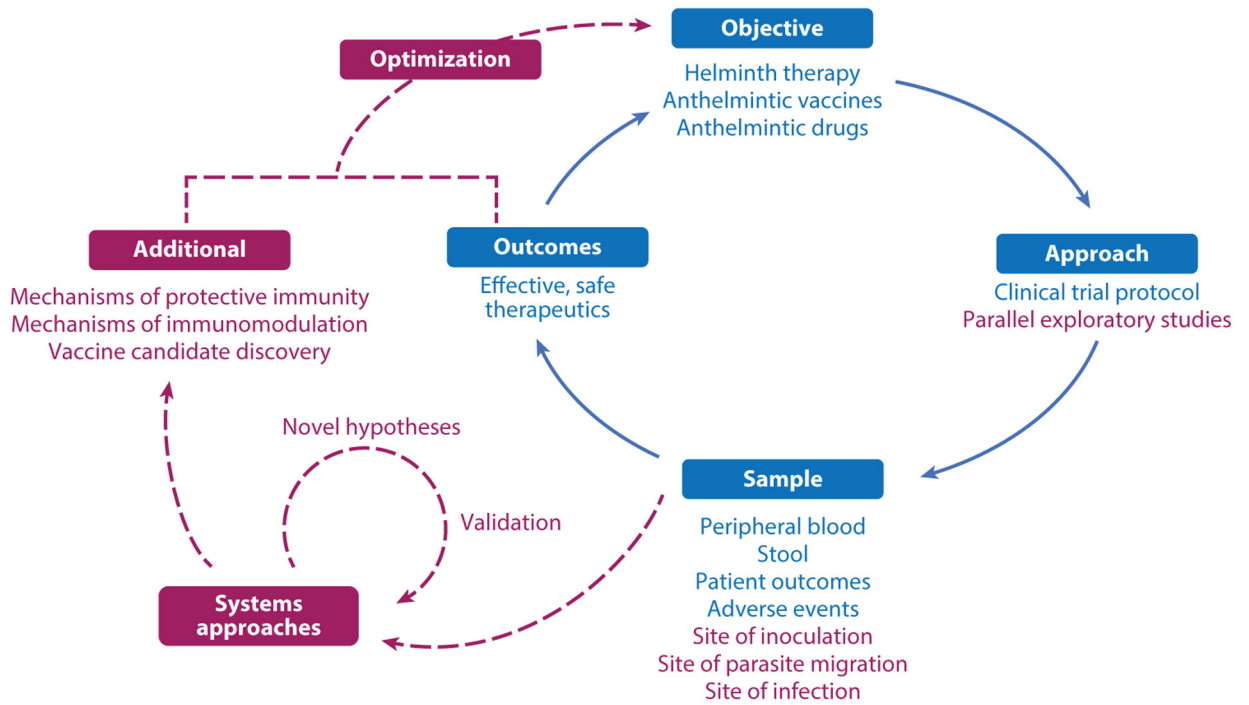 Objective
Helminth therapy
Anthelmintic vaccines
Anthelmintic drugs
Optimization
Approach
Clinical trial protocol
Parallel exploratory studies
Sample
Peripheral blood
Stool
Patient outcomes
Adverse events
Site of inoculation
Site of parasite migration
Site of infection
Outcomes
Effective, safe
therapeutics
Additional
Mechanisms of protective immunity
Mechanisms of immunomodulation
Vaccine candidate discovery
Novel hypotheses
Validation
Systems
approaches